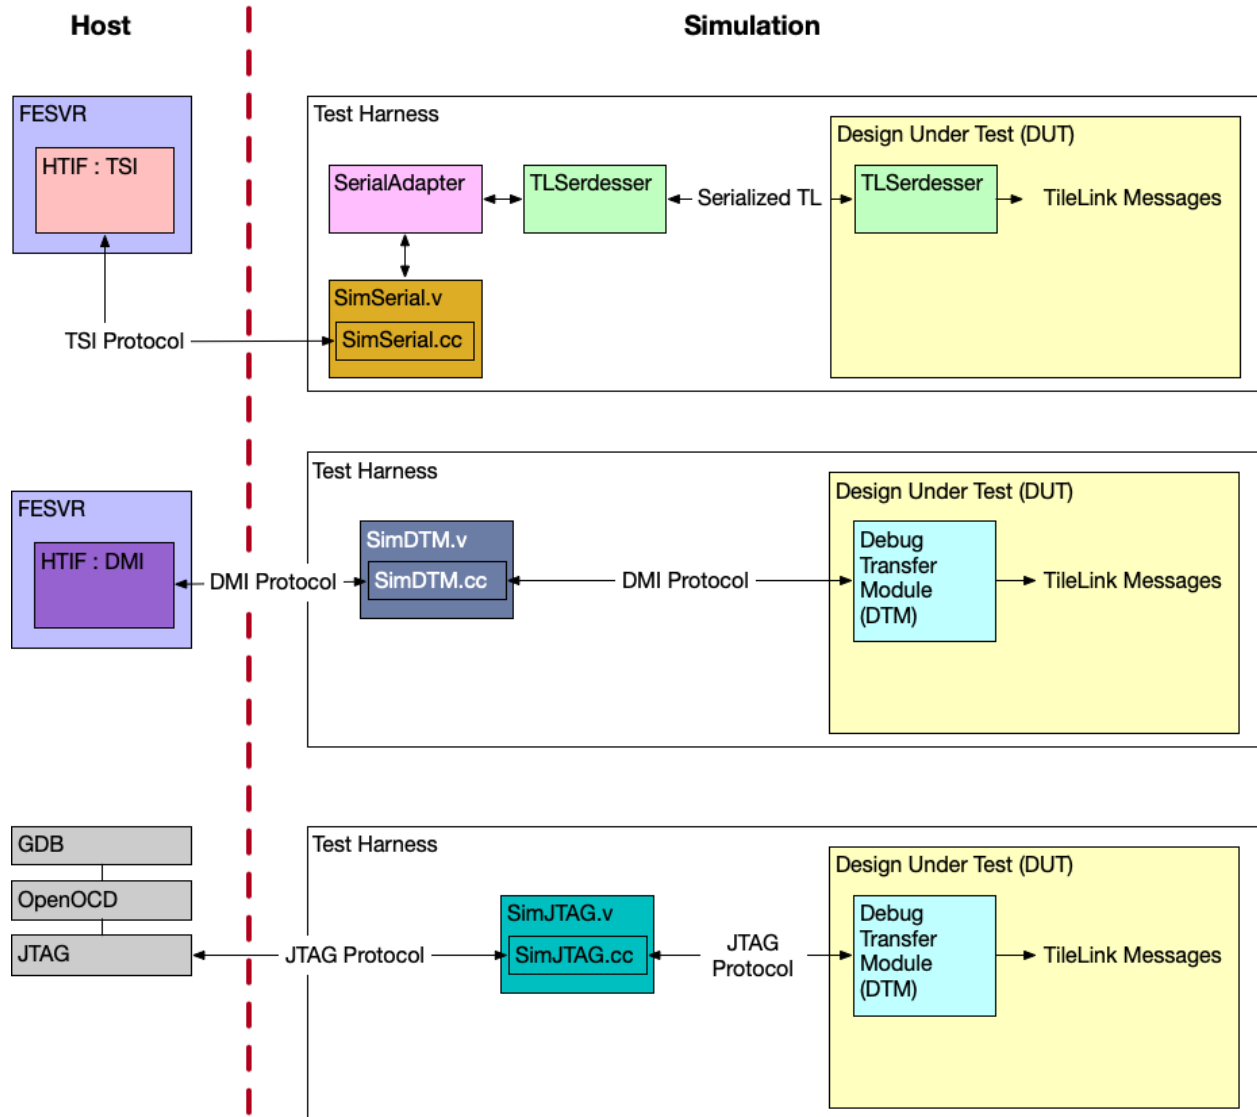 Host
Simulation
FESVR
HTIF : TSI
TSI Protocol
Test Harness
SerialAdapter
TLSerdesser
Serialized TL
SimSerial.v
SimSerial.cc
Design Under Test (DUT)
TLSerdesser
TileLink Messages
FESVR
HTIF : DMI
DMI Protocol
Test Harness
SimDTM.v
SimDTM.cc
DMI Protocol
Design Under Test (DUT)
Debug
Transfer
Module
(DTM)
TileLink Messages
GDB
OpenOCD
JTAG
JTAG Protocol
Test Harness
SimJTAG.v
SimJTAG.cc
JTAG
Protocol
Design Under Test (DUT)
Debug
Transfer
Module
(DTM)
TileLink Messages